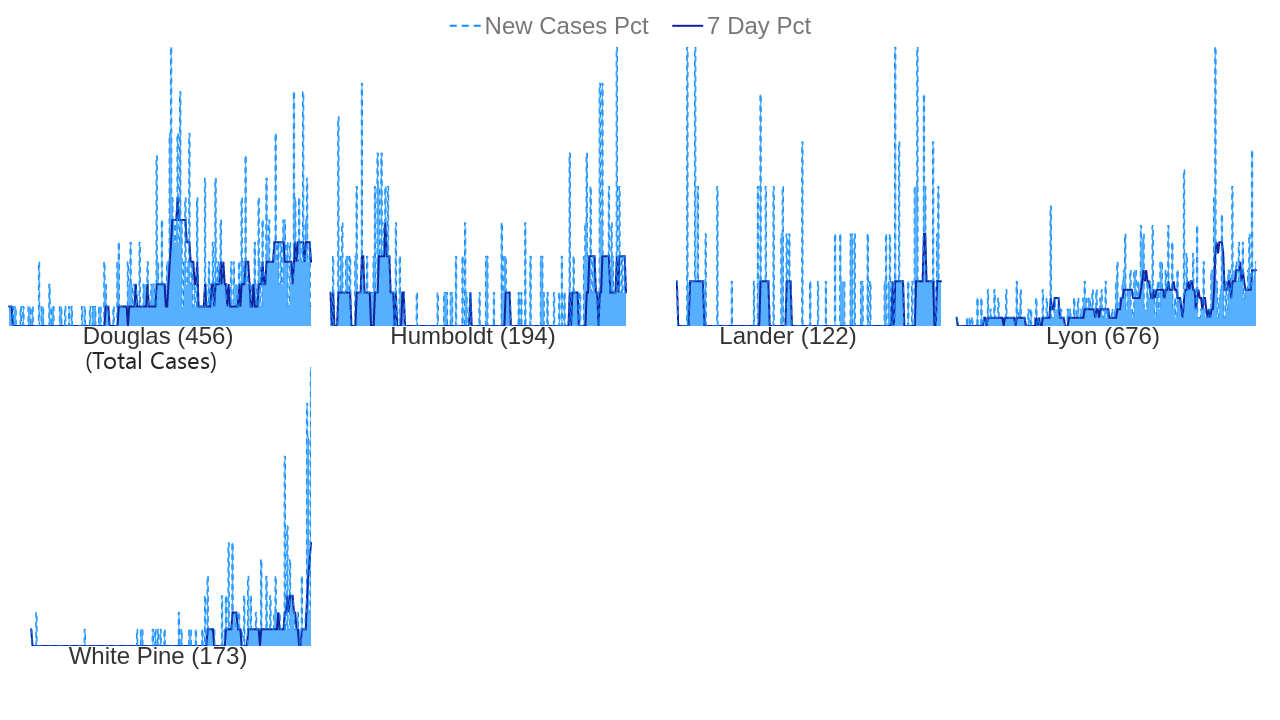 New Cases Pct 7 Day Pct
Douglas (456) Humboldt (194) Lander (122) Lyon (676)
(Total Cases)
White Pine (173)